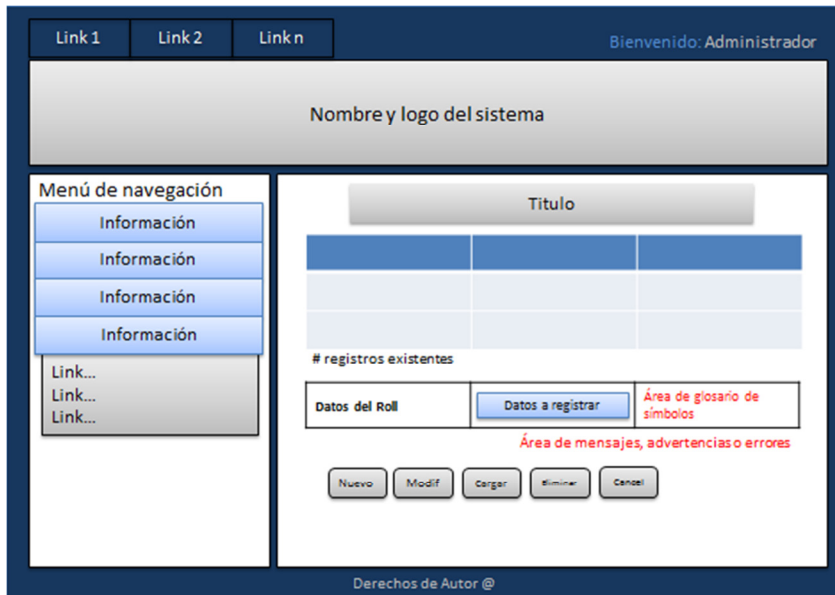 Link 1 Link 2 Link n
Bienvenido: Administrador
Nombre y logo del sistema
Menú de navegación
Información
Información
Información
Información
Link...
Link...
Link...
Titulo
# registros existentes
Datos del Roll
Datos a registrar
Área de glosario de
símbolos
Área de mensajes, advertencias o errores
Nuevo Modif Cargar Eliminar Cancel
Derechos de Autor @